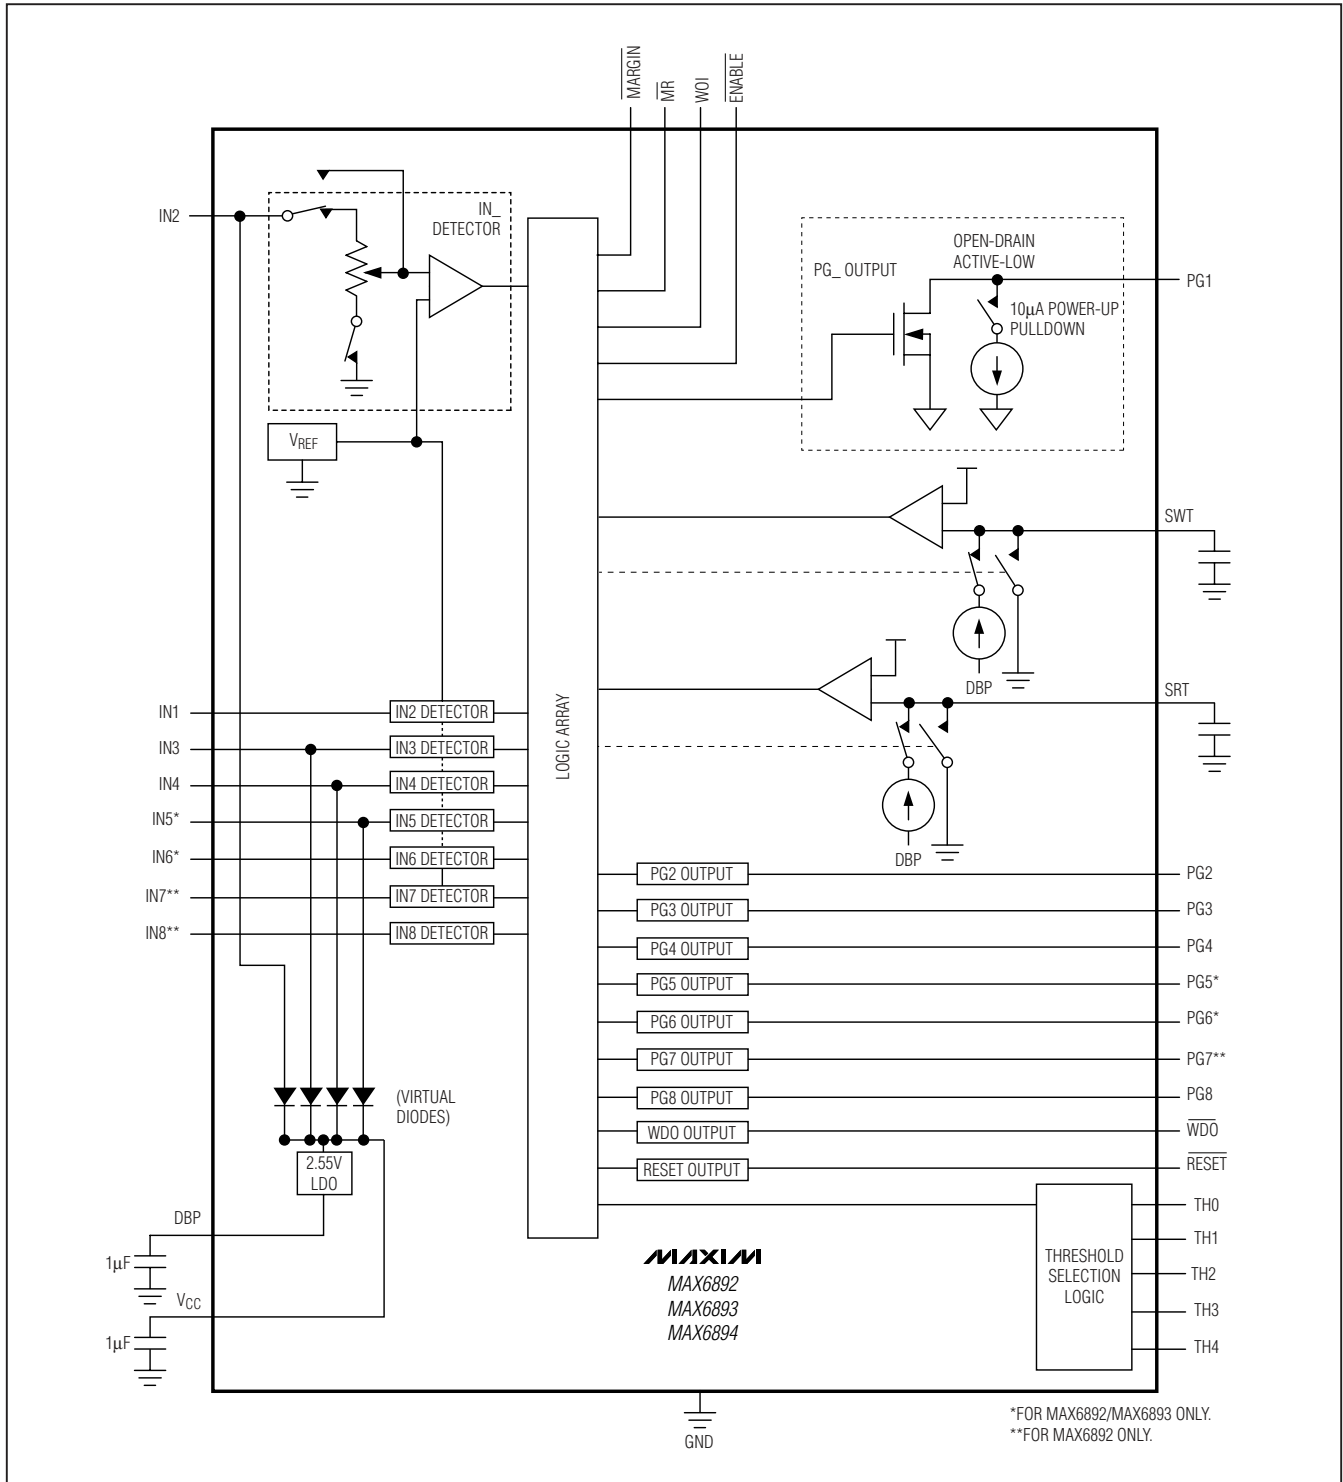 MARGIN
MR
WOI
ENABLE
IN2
IN_
DETECTOR
PG_ OUTPUT
OPEN-DRAIN
ACTIVE-LOW
10µA POWER-UP
PULLDOWN
PG1
VREF
SWT
DBP
SRT
DBP
LOGIC ARRAY
IN1
IN2 DETECTOR
IN3
IN3 DETECTOR
IN4
IN4 DETECTOR
IN5*
IN5 DETECTOR
IN6*
IN6 DETECTOR
IN7**
IN7 DETECTOR
IN8**
IN8 DETECTOR
PG2 OUTPUT
PG2
PG3 OUTPUT
PG3
PG4 OUTPUT
PG4
PG5 OUTPUT
PG5*
PG6 OUTPUT
PG6*
PG7 OUTPUT
PG7**
PG8 OUTPUT
PG8
WDO OUTPUT
WDO
RESET OUTPUT
RESET
(VIRTUAL
DIODES)
2.55V
LDO
DBP
1µF
VCC
1µF
MAXIM
MAX6892
MAX6893
MAX6894
THRESHOLD
SELECTION
LOGIC
TH0
TH1
TH2
TH3
TH4
GND
*FOR MAX6892/MAX6893 ONLY.
**FOR MAX6892 ONLY.